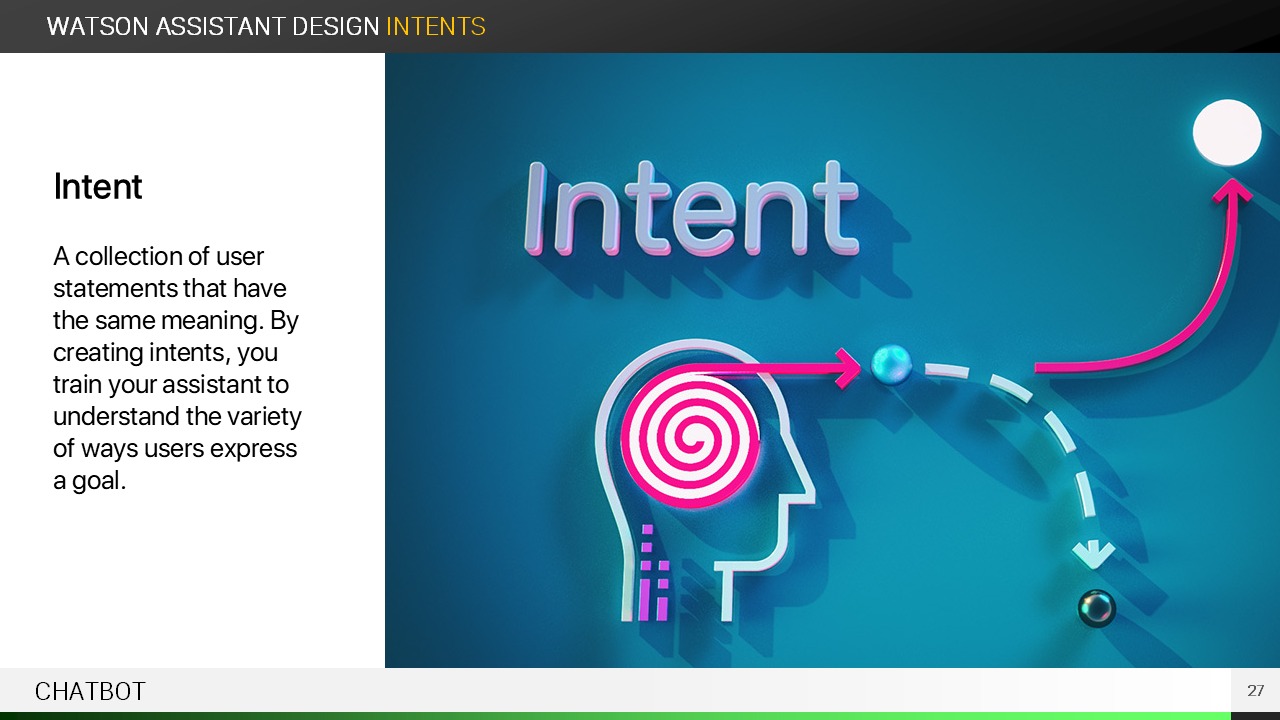 WATSON ASSISTANT DESIGN INTENTS
Intent
A collection of user
statements that have
the same meaning. By
creating intents, you
train your assistant to
understand the variety
of ways users express
a goal.
Intent
CHATBOT
27